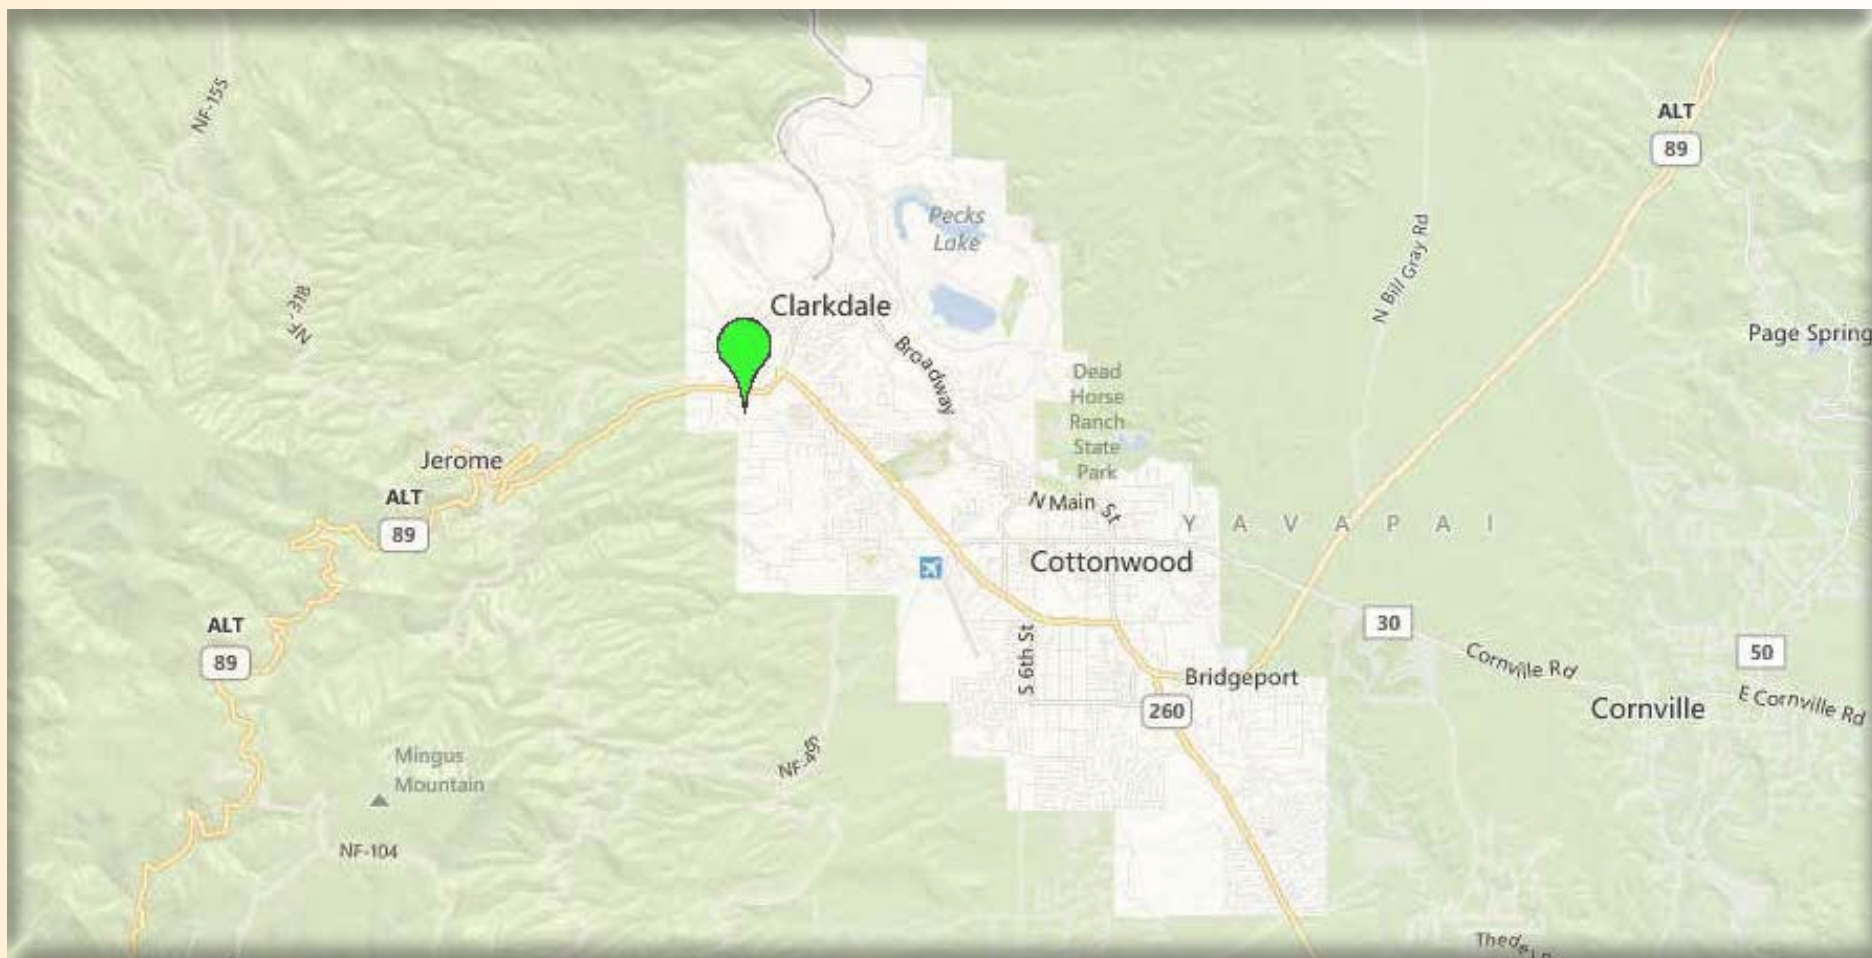 NF-155
ALT
89
Pecks
Lake
N Bill Gray Rd
NF-318
Clarkdale
Page Spring
Broadway
Dead
Horse
Ranch
State
Park
Jerome
ALT
89
N Main St
YAVAPAI
Cottonwood
ALT
89
30
S 6th St
Cornville Rd
50
Bridgeport
E Cornville Rd
260
Cornville
Mingus
Mountain
NF-104